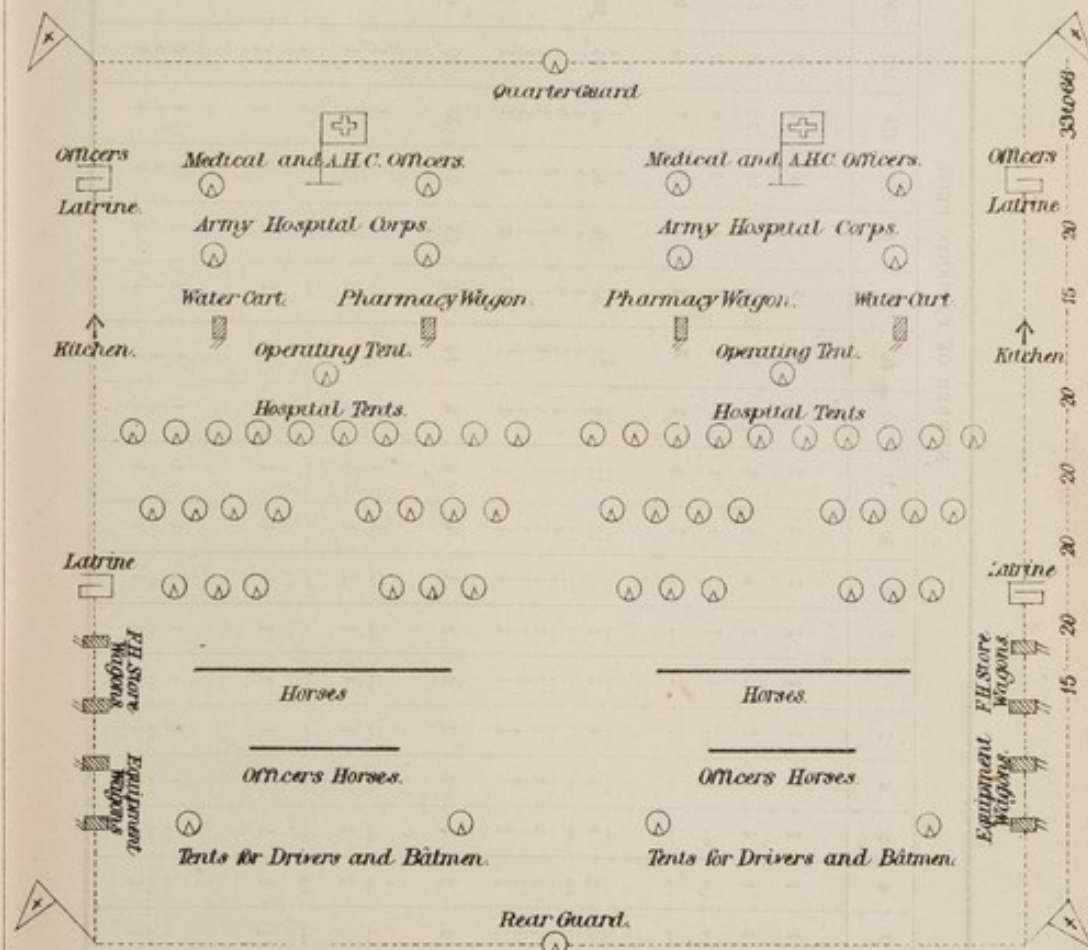 Quarter Guard
33to66
Officers
Latrine.
Medical and A.H.C. Officers.
Medical and A.H.C. Officers.
Officers
Latrine
Army Hospital Corps.
Army Hospital Corps.
20
Water Cart.
Pharmacy Wagon.
Pharmacy Wagon.
Water Cart
15
Kitchen.
Operating Tent.
Operating Tent.
Kitchen
Hospital Tents.
Hospital Tents
20
20
Latrine
Latrine
20
F.H. Store
Wagons.
Horses
Horses.
F.H. Store
Wagons.
20
15
Equipment
Wagons
Officers Horses.
Officers Horses.
Equipment
Wagons.
Tents for Drivers and Bâtmen.
Tents for Drivers and Bâtmen.
Rear Guard.